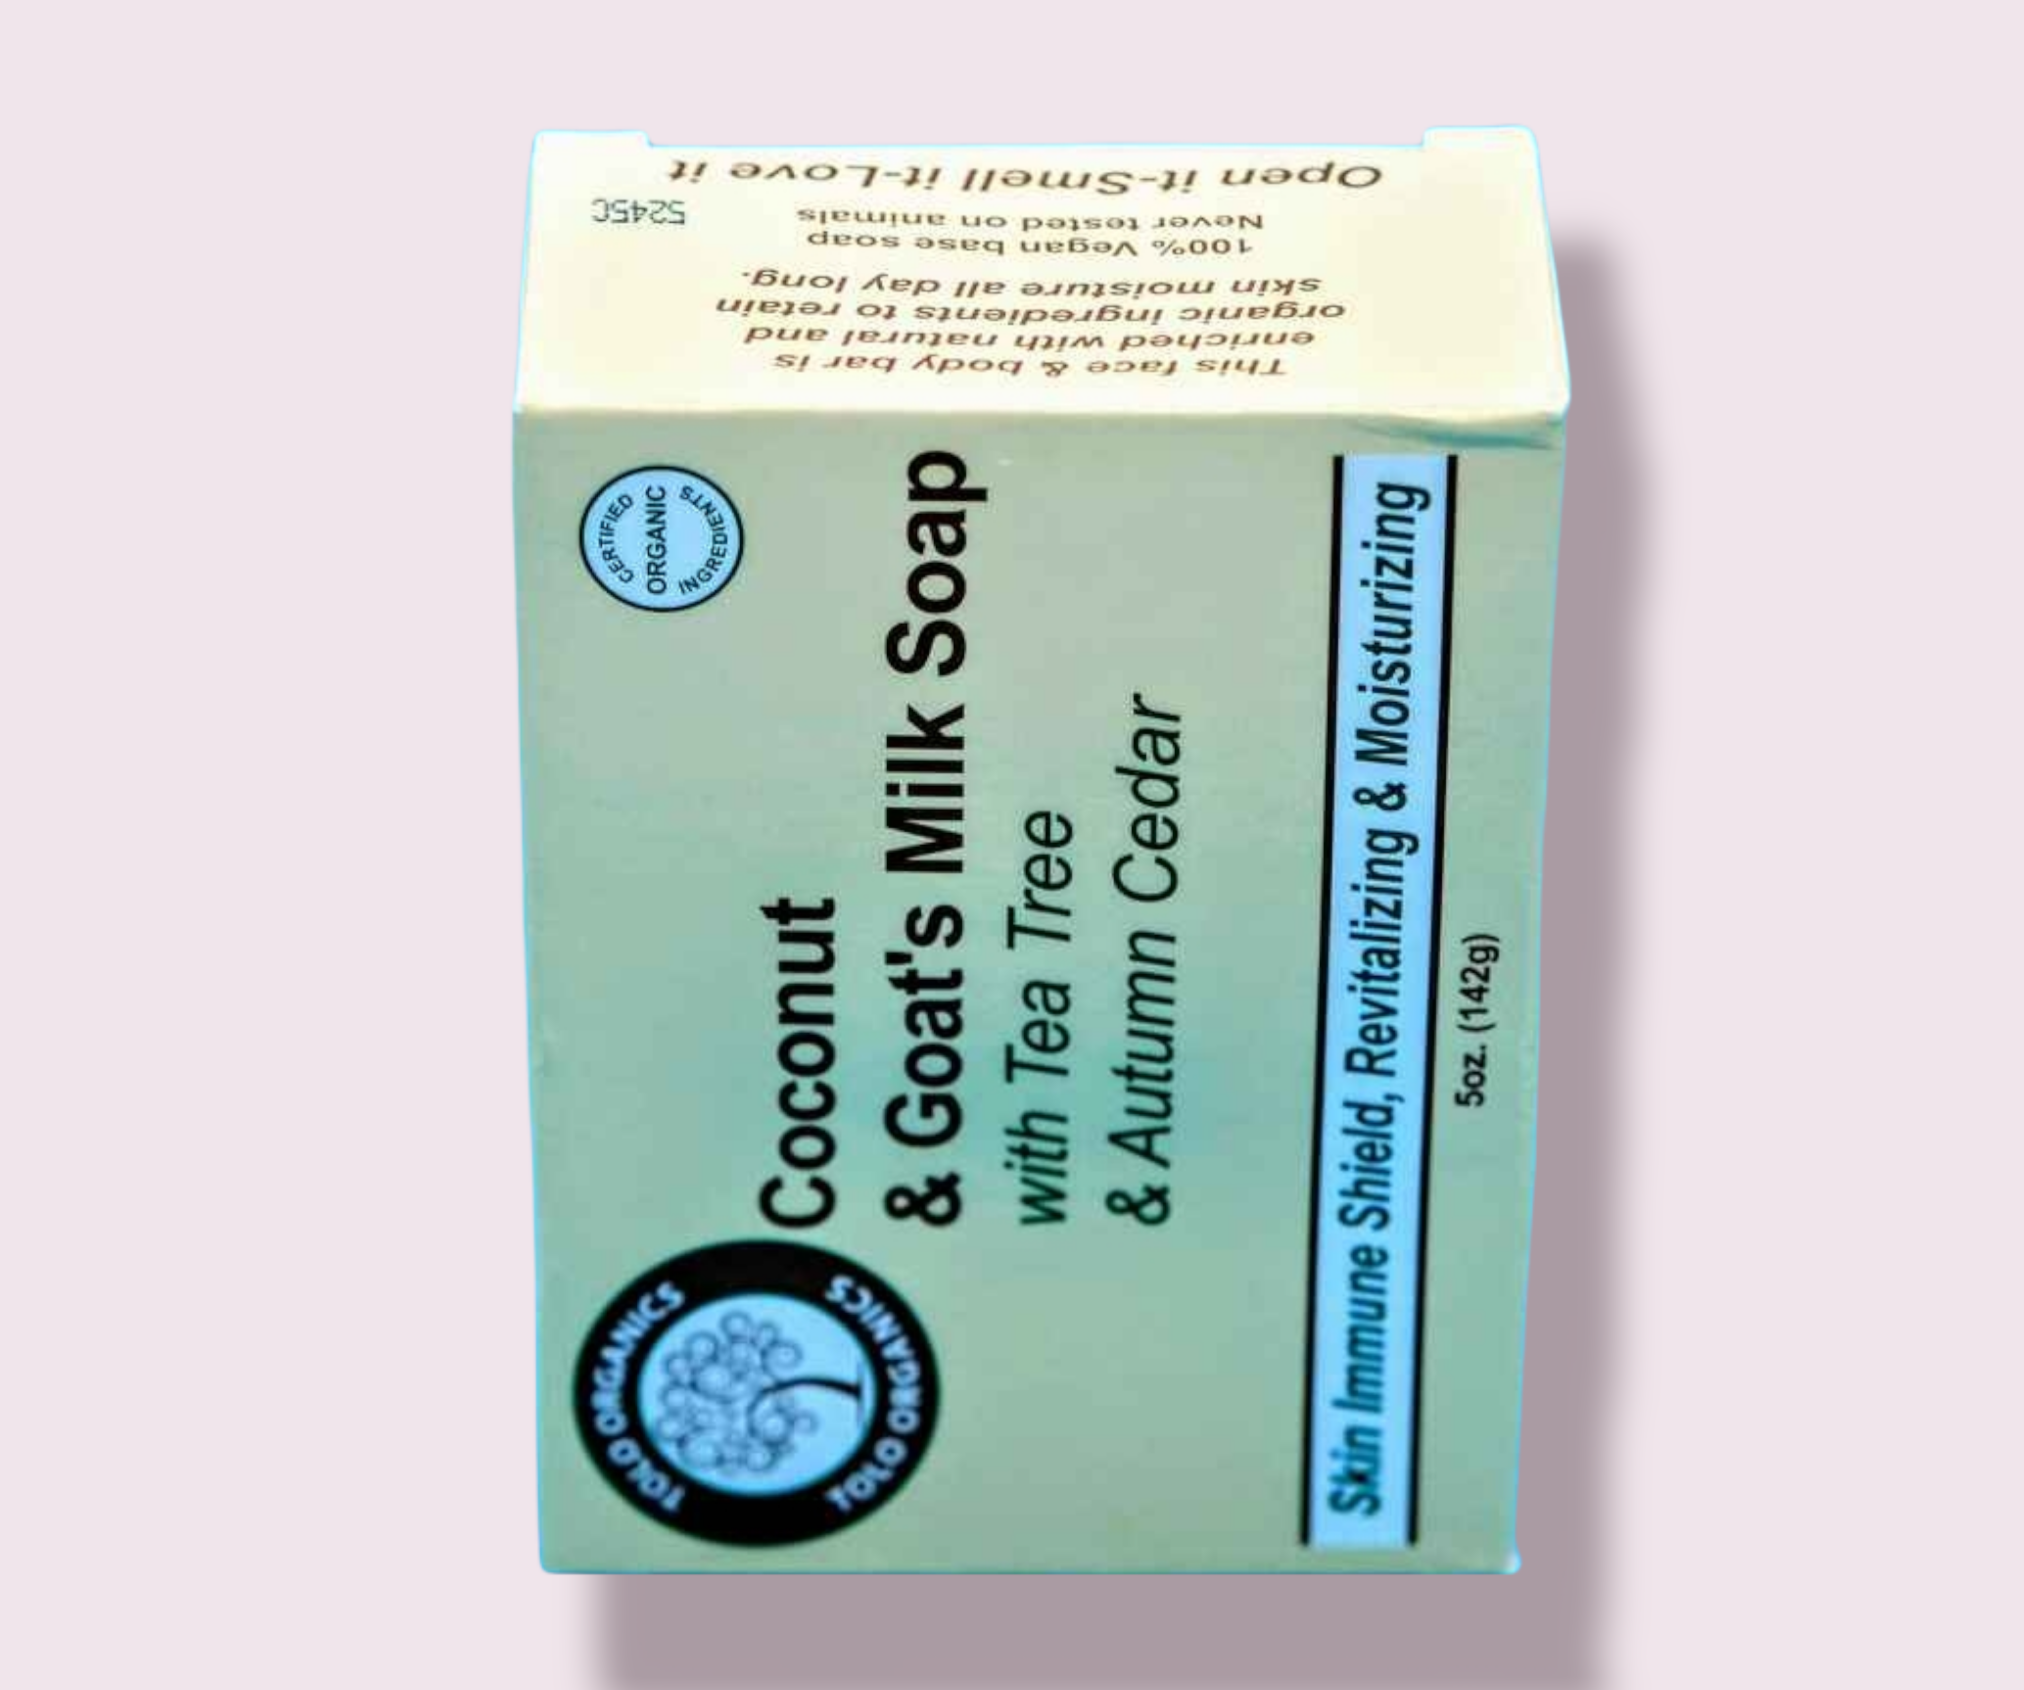 Open it-Smell it-Love it
Never tested on animals
100% Vegan base soap
This face & body bar is
enriched with natural and
organic ingredients to retain
skin moisture all day long.
5245C
CERTIFIED
ORGANIC
INGREDIENTS
TOLO ORGANICS
TOLO ORGANICS
Coconut
& Goat's Milk Soap
with Tea Tree
& Autumn Cedar
Skin Immune Shield, Revitalizing & Moisturizing
5oz. (142g)